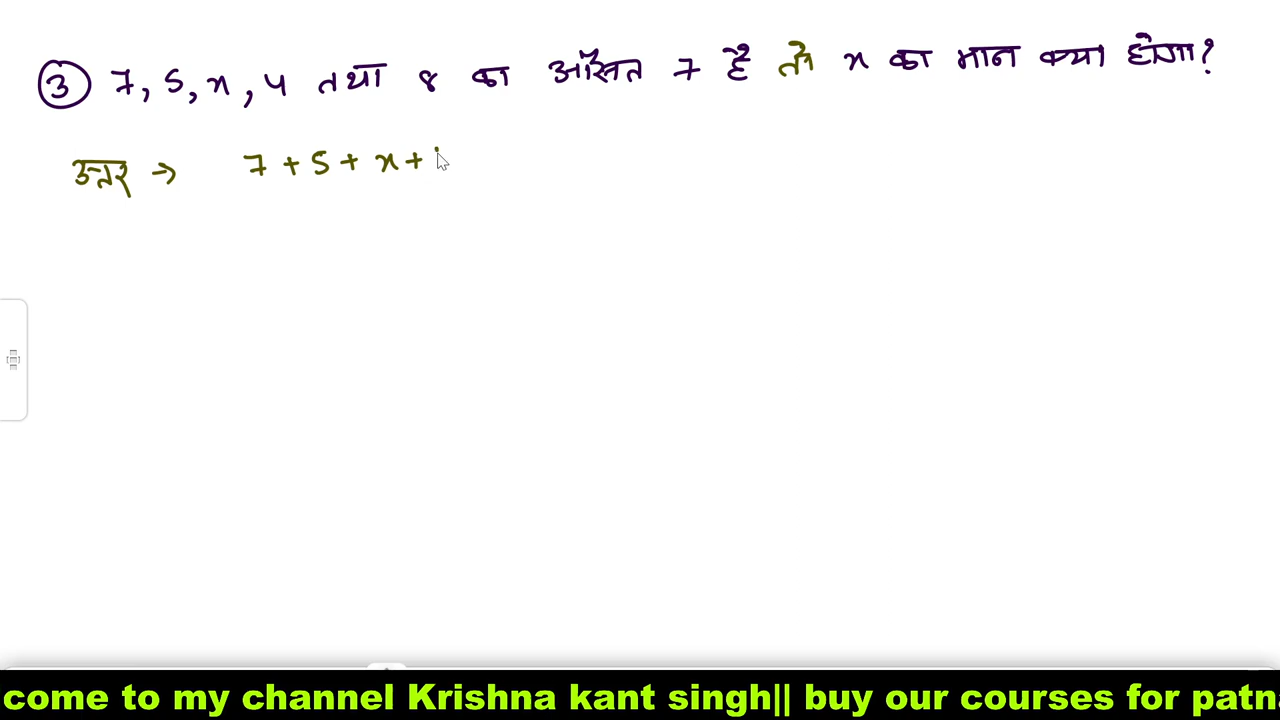 ③ 7, 5, x, 4 तथा 8 का औसत 7 है तो x का मान क्या होगा?
उत्तर → 7 + 5 + x +
come to my channel Krishna kant singh|| buy our courses for patn